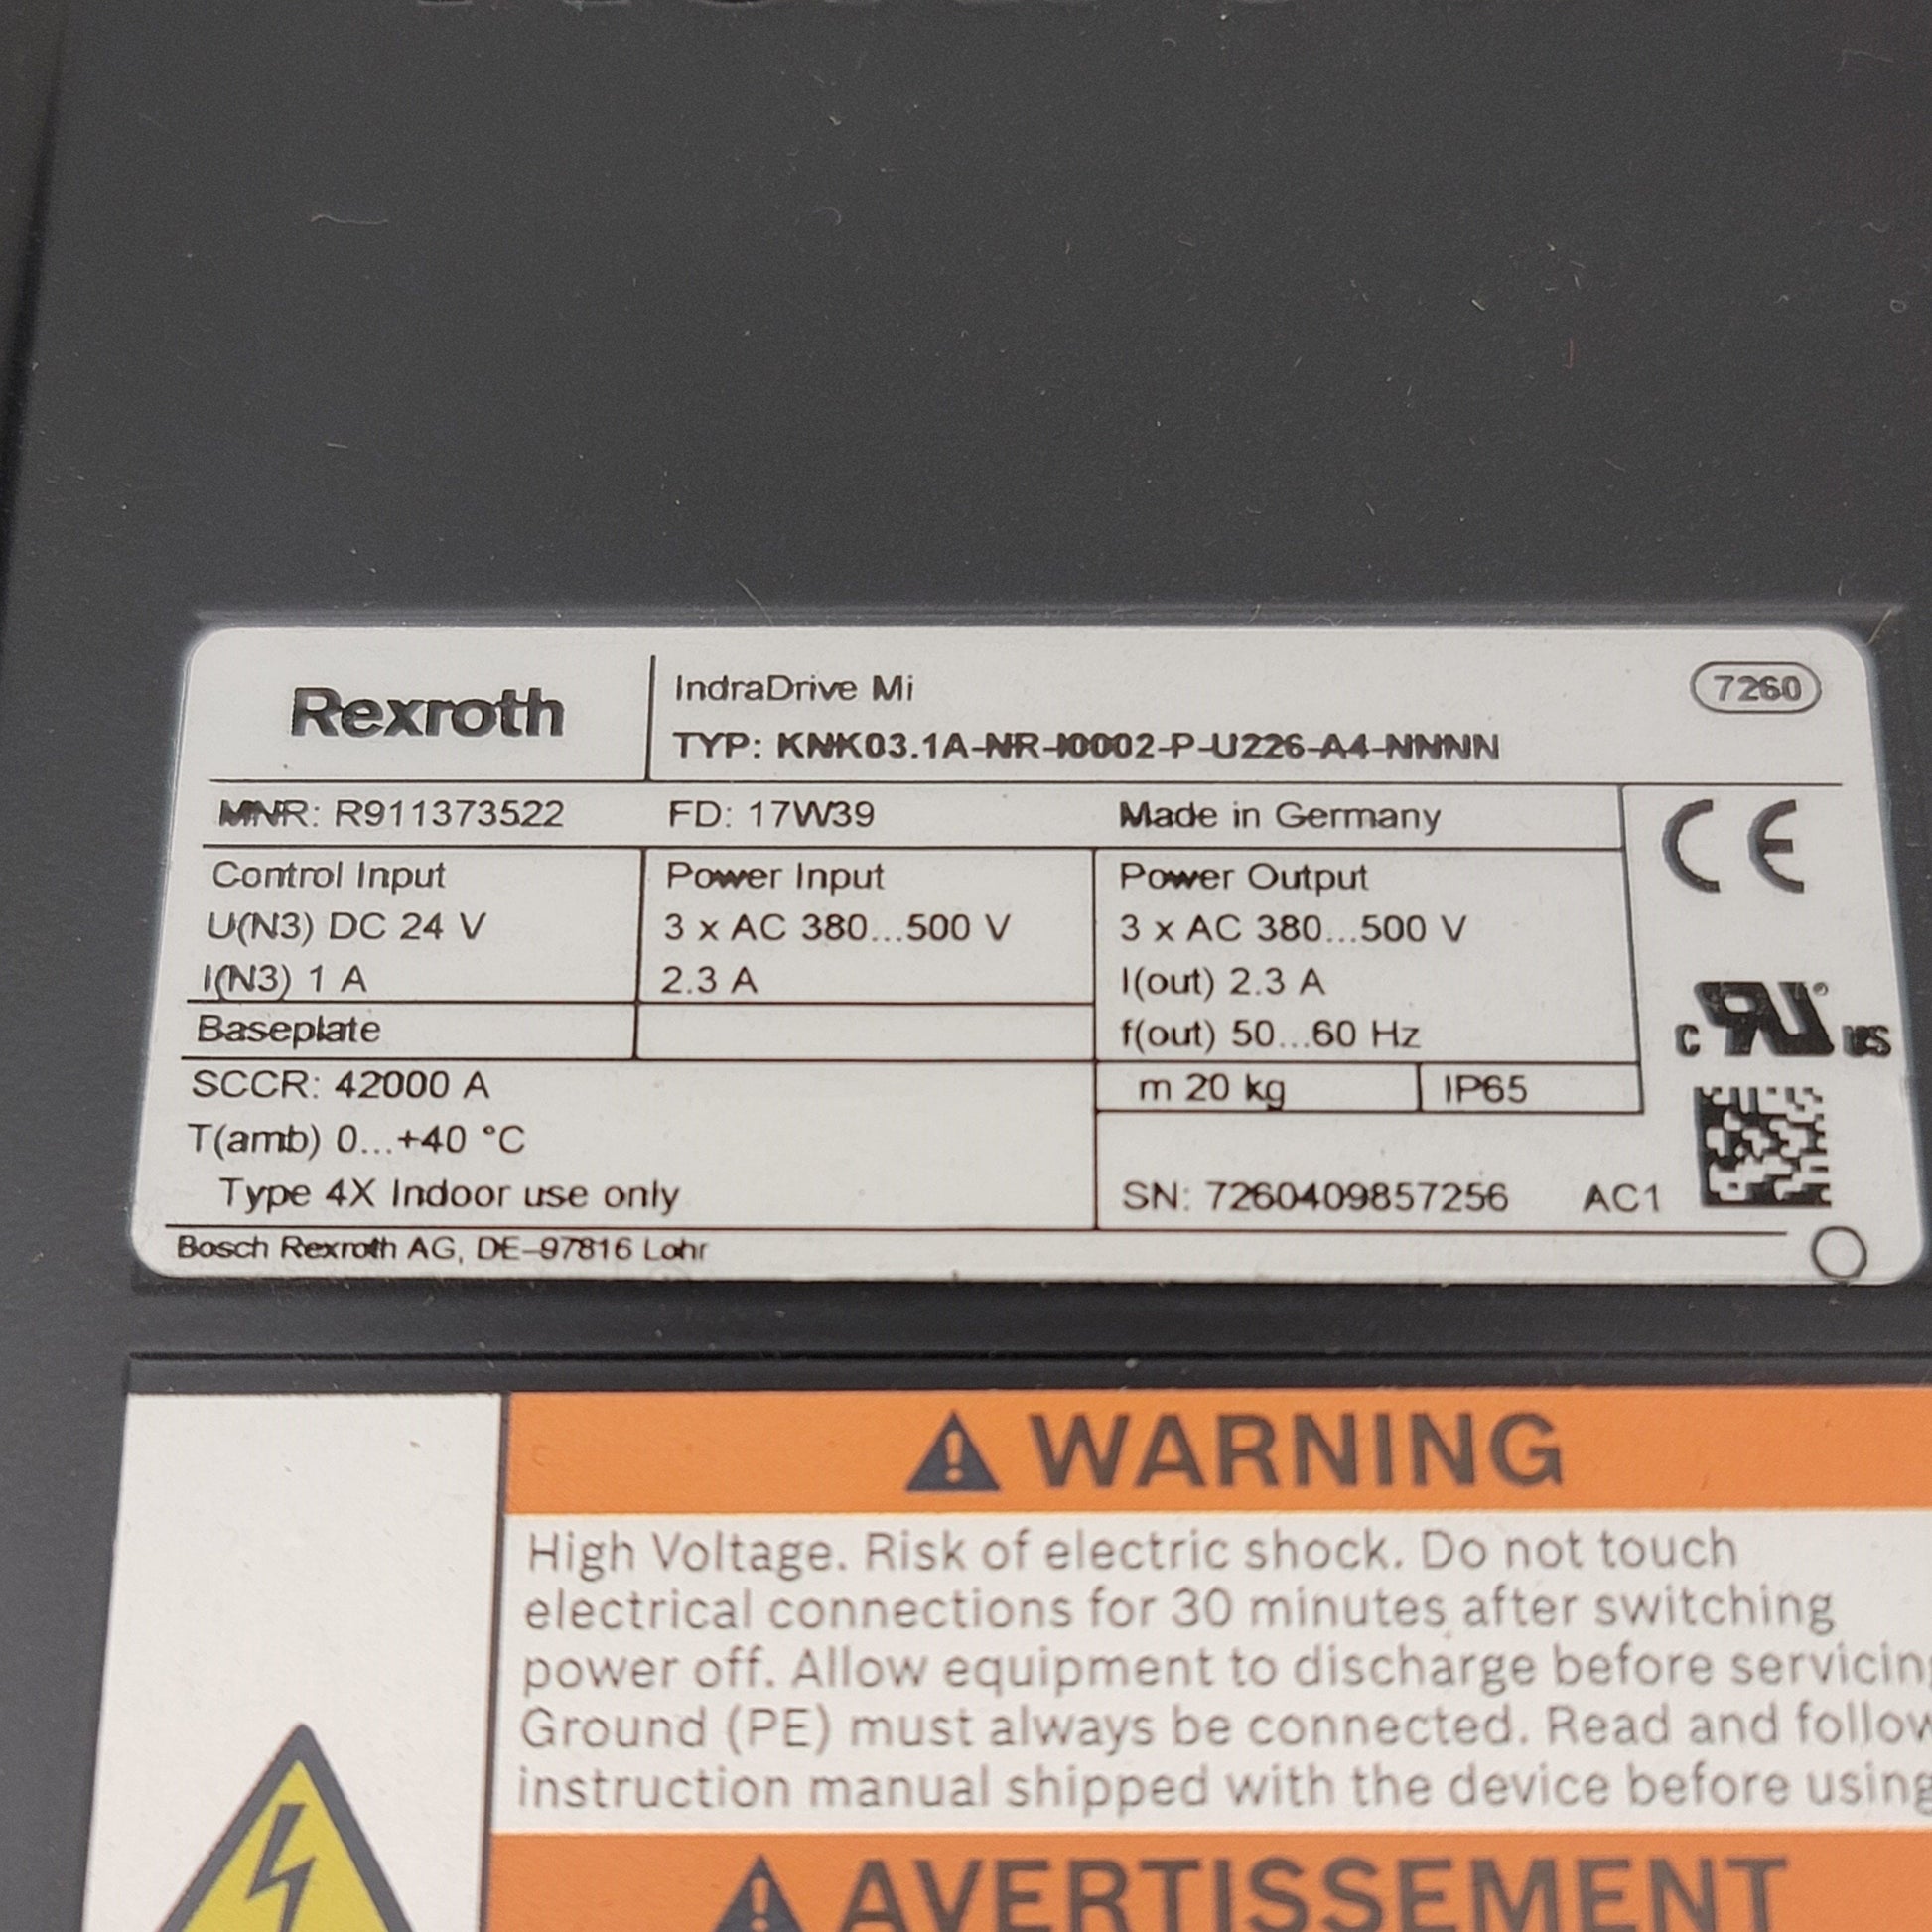 Rexroth
IndraDrive Mi
7260
TYP: KNK03.1A-NR-I0002-P-U226-A4-NNNN
MNR: R911373522 FD: 17W39 Made in Germany
CE
Control Input
U(N3) DC 24 V
I(N3) 1 A
Power Input
3 x AC 380...500 V
2.3 A
Power Output
3 x AC 380...500 V
I(out) 2.3 A
f(out) 50...60 Hz
Baseplate
c RU us
SCCR: 42000 A
m 20 kg IP65
T(amb) 0...+40 °C
Type 4X Indoor use only
SN: 7260409857256 AC1
Bosch Rexroth AG, DE-97816 Lohr
WARNING
High Voltage. Risk of electric shock. Do not touch
electrical connections for 30 minutes after switching
power off. Allow equipment to discharge before servicin
Ground (PE) must always be connected. Read and follow
instruction manual shipped with the device before using
AVERTISSEMENT